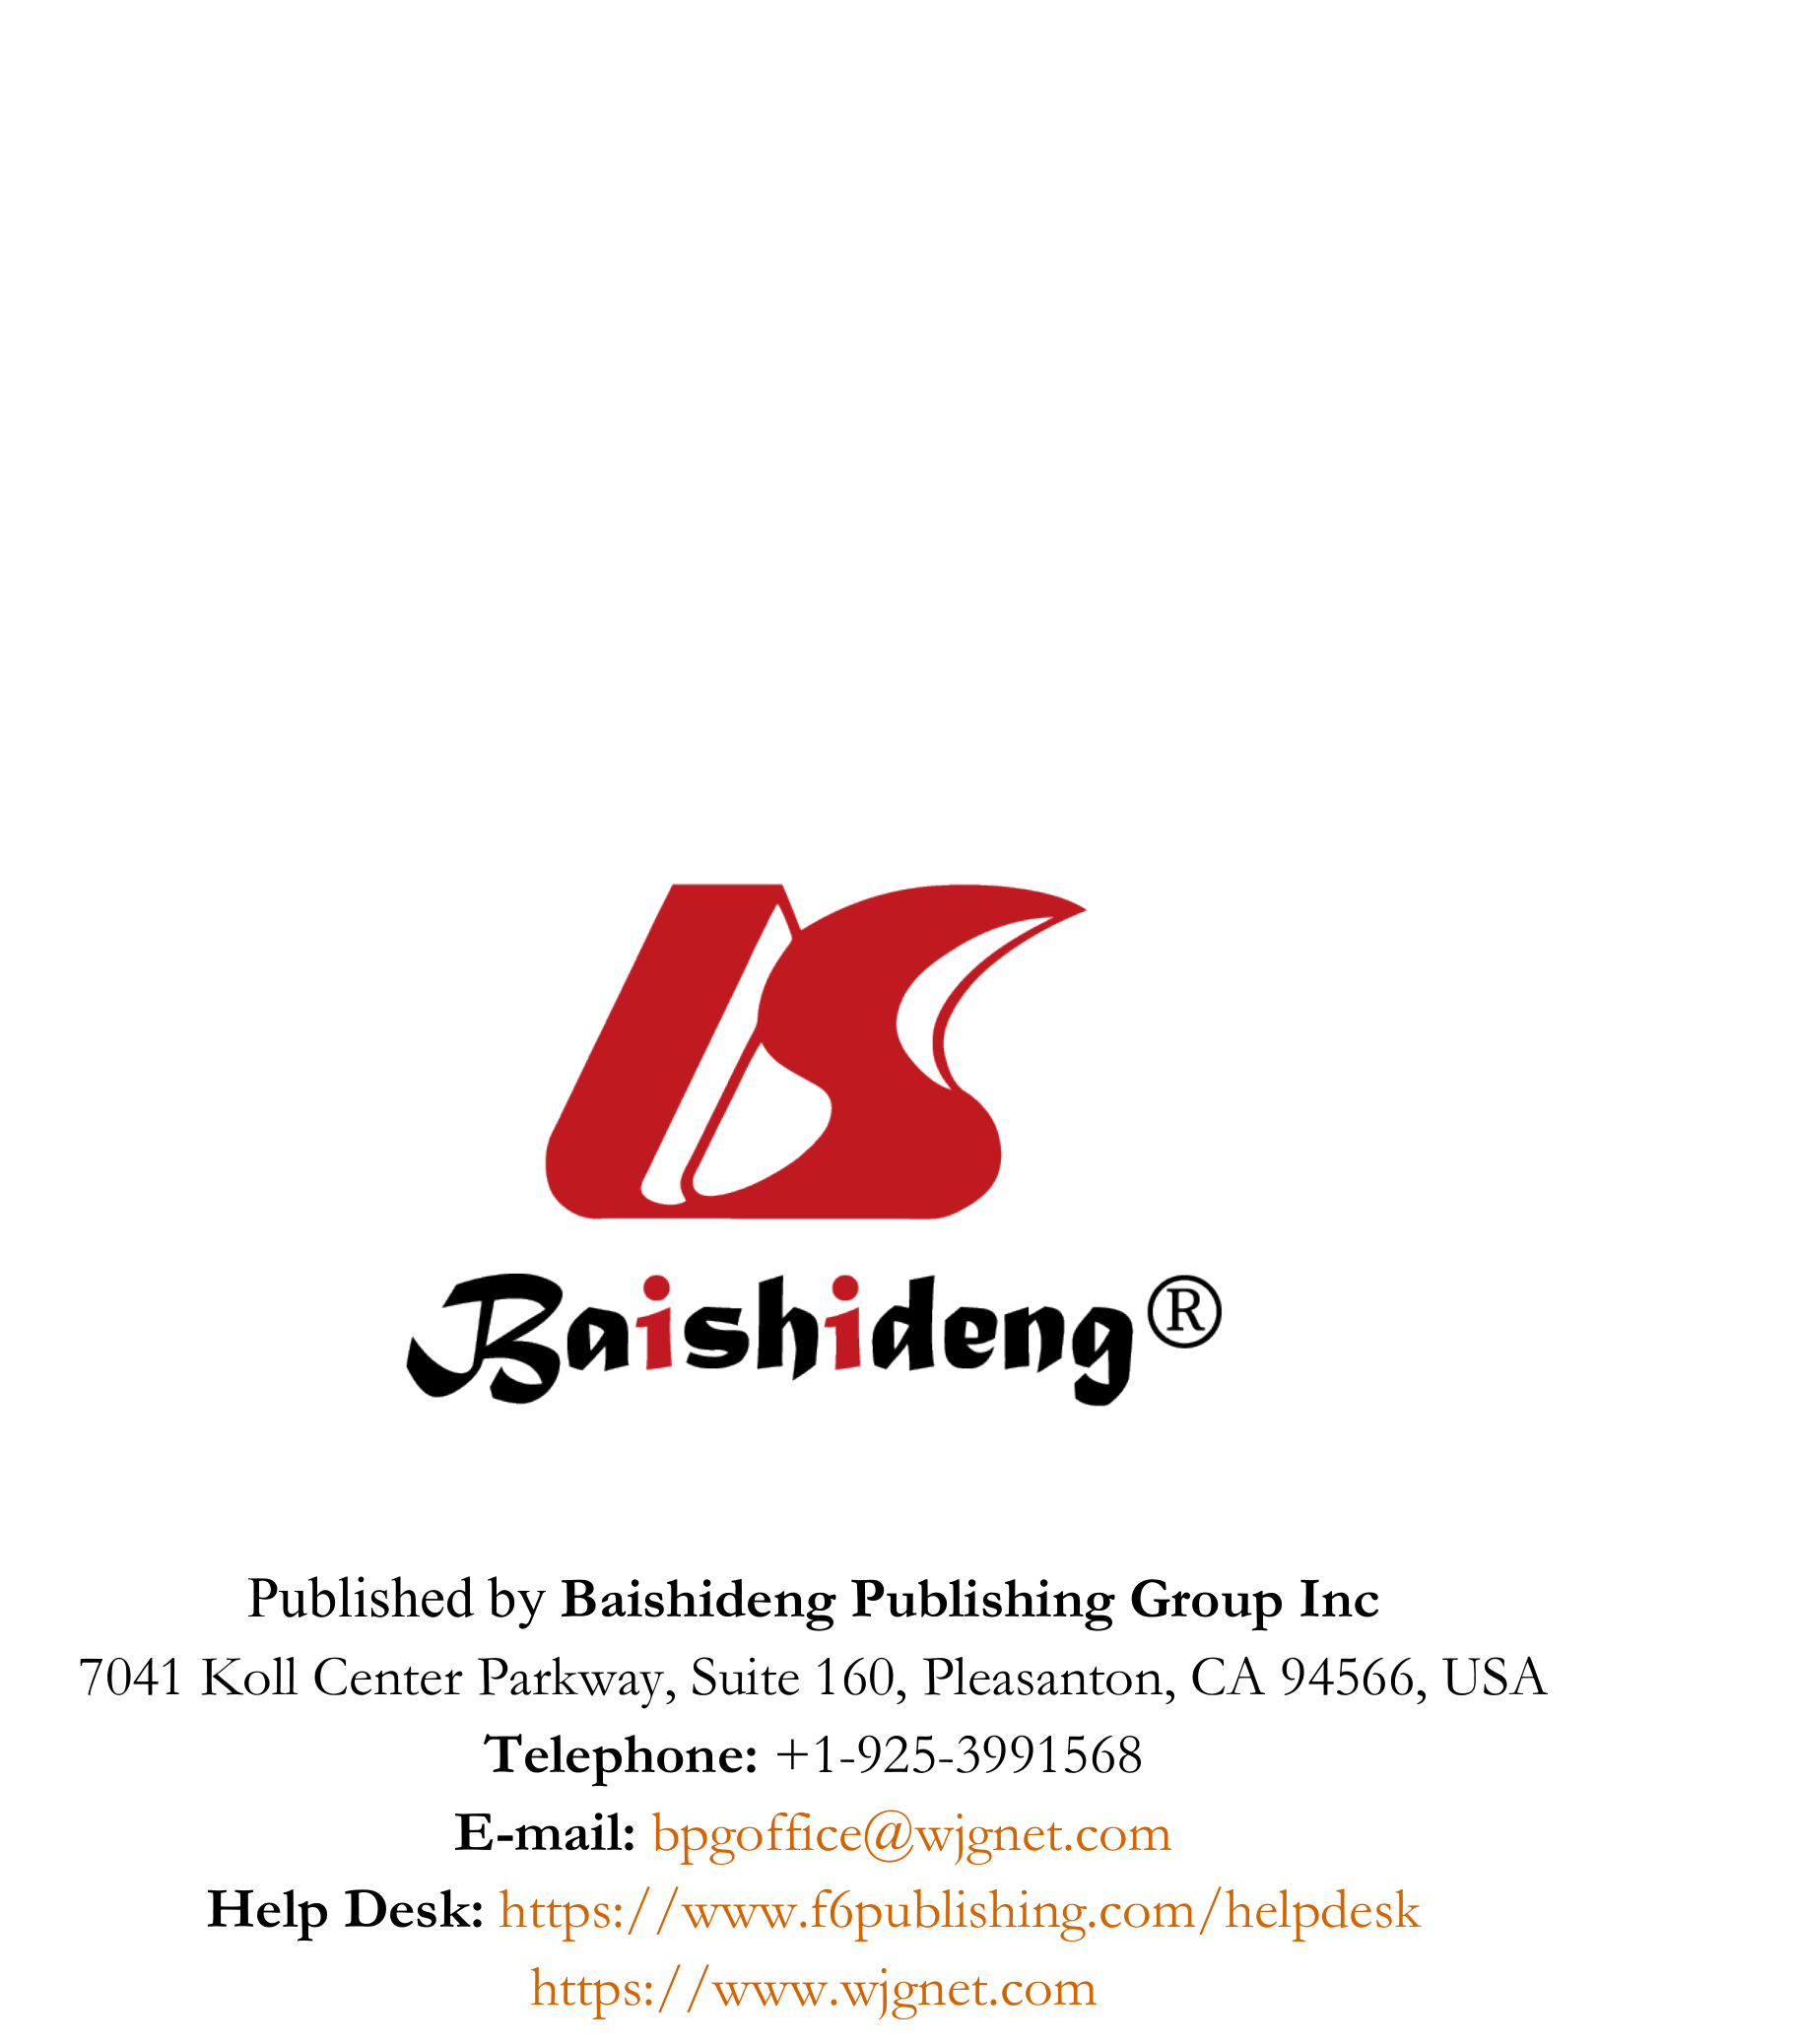 Baishideng®
Published by Baishideng Publishing Group Inc
7041 Koll Center Parkway, Suite 160, Pleasanton, CA 94566, USA
Telephone: +1-925-3991568
E-mail: bpgoffice@wjgnet.com
Help Desk: https://www.f6publishing.com/helpdesk
https://www.wjgnet.com